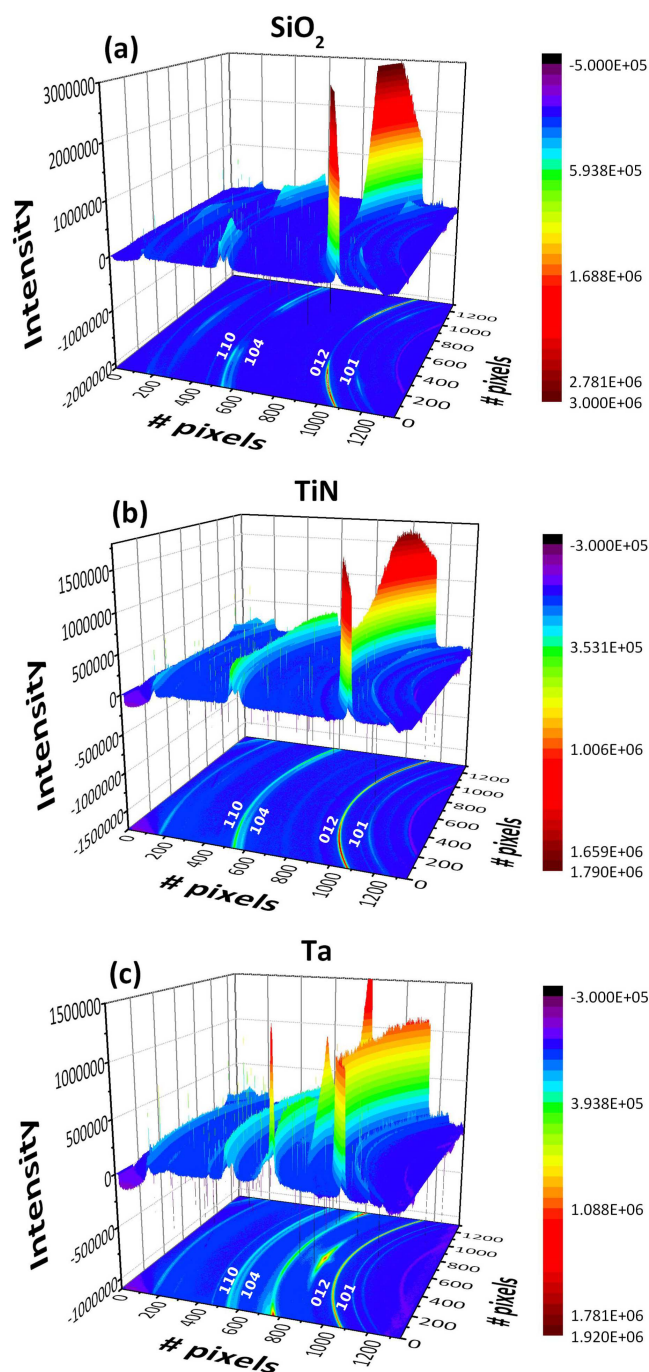 SiO2
(a)
3000000
2000000
1000000
0
-1000000
-2000000
Intensity
110
104
012
101
0
200
400
600
800
1000
1200
# pixels
0
200
400
600
800
1000
1200
# pixels
-5.000E+05
5.938E+05
1.688E+06
2.781E+06
3.000E+06
TiN
(b)
1500000
1000000
500000
0
-500000
-1000000
-1500000
Intensity
110
104
012
101
0
200
400
600
800
1000
1200
# pixels
0
200
400
600
800
1000
1200
# pixels
-3.000E+05
3.531E+05
1.006E+06
1.659E+06
1.790E+06
Ta
(c)
1500000
1000000
500000
0
-500000
-1000000
Intensity
110
104
012
101
0
200
400
600
800
1000
1200
# pixels
0
200
400
600
800
1000
1200
# pixels
-3.000E+05
3.938E+05
1.088E+06
1.781E+06
1.920E+06